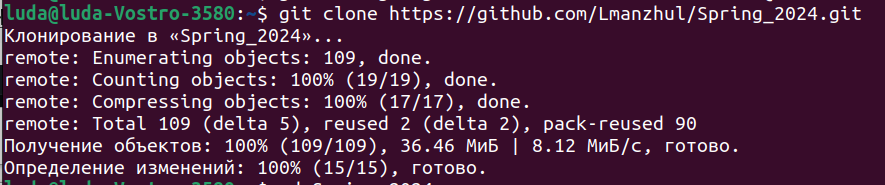 luda@luda-Vostro-3580:~$ git clone https://github.com/Lmanzhul/Spring_2024.git
Клонирование в «Spring_2024»...
remote: Enumerating objects: 109, done.
remote: Counting objects: 100% (19/19), done.
remote: Compressing objects: 100% (17/17), done.
remote: Total 109 (delta 5), reused 2 (delta 2), pack-reused 90
Получение объектов: 100% (109/109), 36.46 МиБ | 8.12 МиБ/с, готово.
Определение изменений: 100% (15/15), готово.